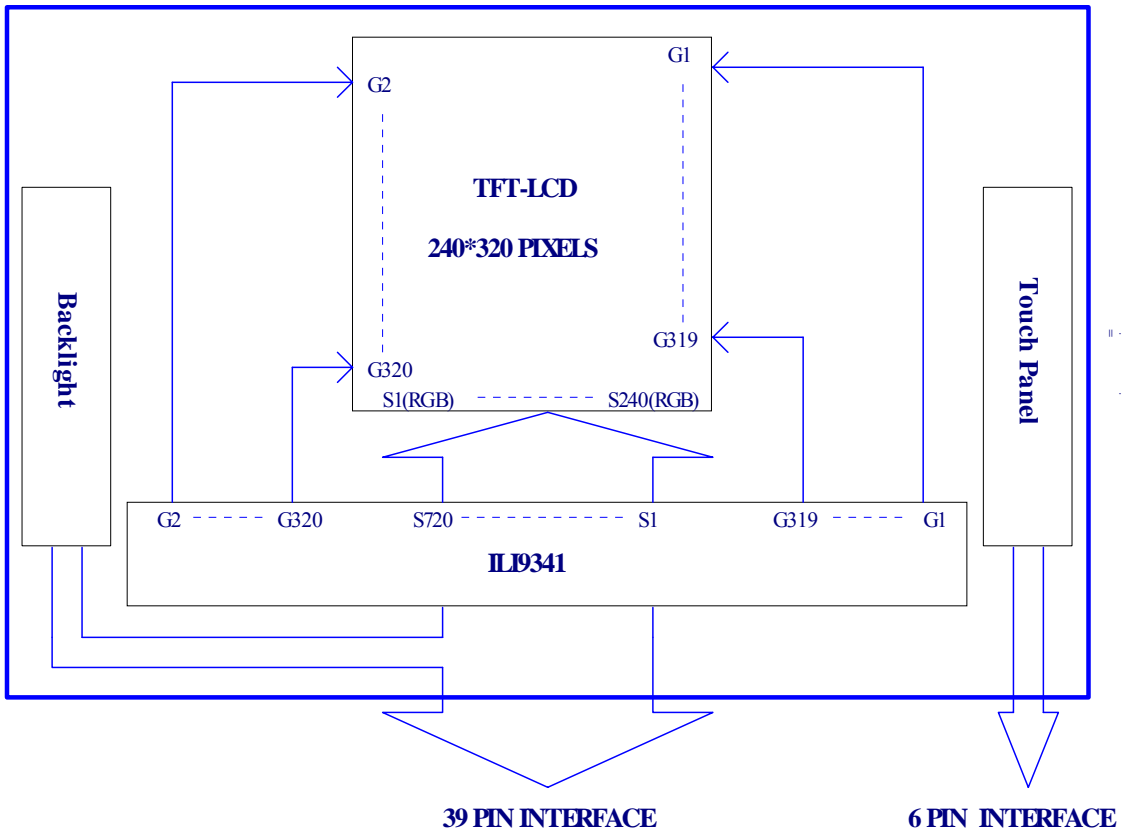 G1
G2
TFT-LCD
240*320 PIXELS
Backlight
Touch Panel
G319
G320
S1(RGB) S240(RGB)
G2 G320 S720 S1 G319 G1
ILI9341
39 PIN INTERFACE
6 PIN INTERFACE